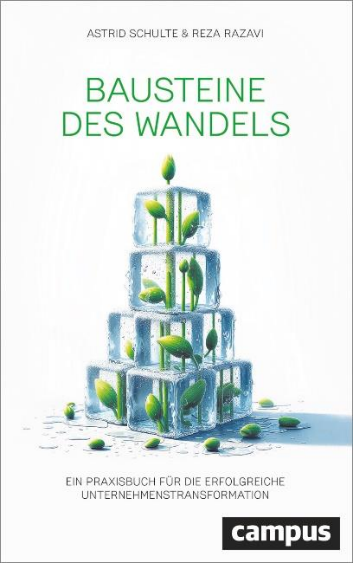 ASTRID SCHULTE & REZA RAZAVI
BAUSTEINE
DES WANDELS
EIN PRAXISBUCH FÜR DIE ERFOLGREICHE
UNTERNEHMENSTRANSFORMATION
campus